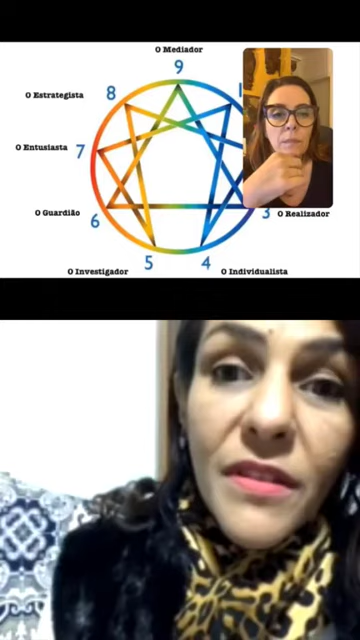 O Mediador
9
O Estrategista
8
1
O Entusiasta
7
O Guardião
6
3
O Realizador
5
4
O Investigador
O Individualista